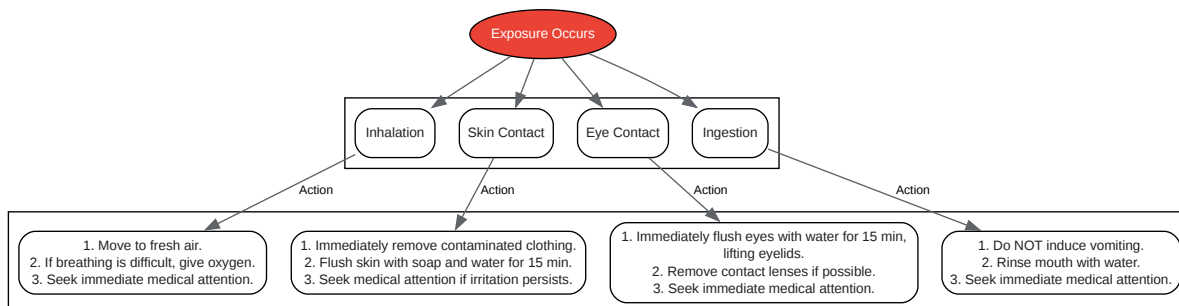 Exposure Occurs
Inhalation
Skin Contact
Eye Contact
Ingestion
Action
Action
Action
Action
1. Move to fresh air.
2. If breathing is difficult, give oxygen.
3. Seek immediate medical attention.
1. Immediately remove contaminated clothing.
2. Flush skin with soap and water for 15 min.
3. Seek medical attention if irritation persists.
1. Immediately flush eyes with water for 15 min,
lifting eyelids.
2. Remove contact lenses if possible.
3. Seek immediate medical attention.
1. Do NOT induce vomiting.
2. Rinse mouth with water.
3. Seek immediate medical attention.